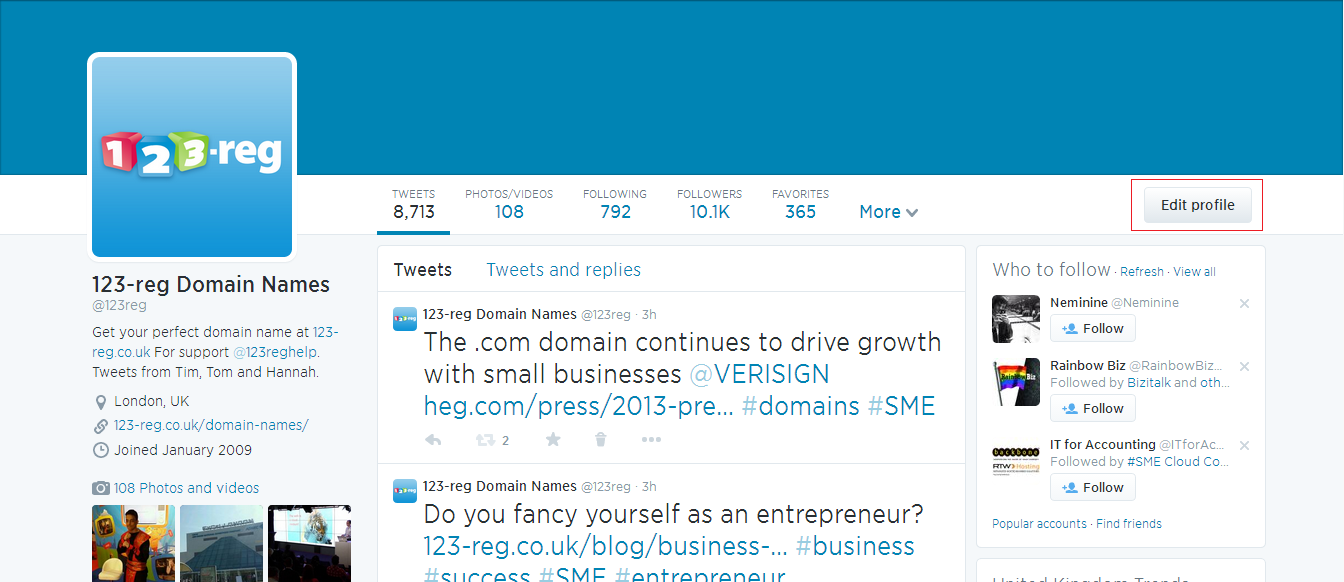 123-reg
TWEETS
8,713
PHOTOS/VIDEOS
108
FOLLOWING
792
FOLLOWERS
10.1K
FAVORITES
365
More
Edit profile
123-reg Domain Names
@123reg
Get your perfect domain name at 123-
reg.co.uk For support @123reghelp.
Tweets from Tim, Tom and Hannah.
London, UK
123-reg.co.uk/domain-names/
Joined January 2009
108 Photos and videos
Tweets Tweets and replies
123-reg Domain Names @123reg · 3h
The .com domain continues to drive growth
with small businesses @VERISIGN
heg.com/press/2013-pre... #domains #SME
2
123-reg Domain Names @123reg · 3h
Do you fancy yourself as an entrepreneur?
123-reg.co.uk/blog/business-... #business
#success #SME #entrepreneur
Who to follow · Refresh · View all
Neminine @Neminine
Follow
Rainbow Biz @RainbowBiz...
Followed by Bizitalk and oth...
Follow
IT for Accounting @ITforAc...
Followed by #SME Cloud Co...
Follow
Popular accounts · Find friends
United Kingdom Trends